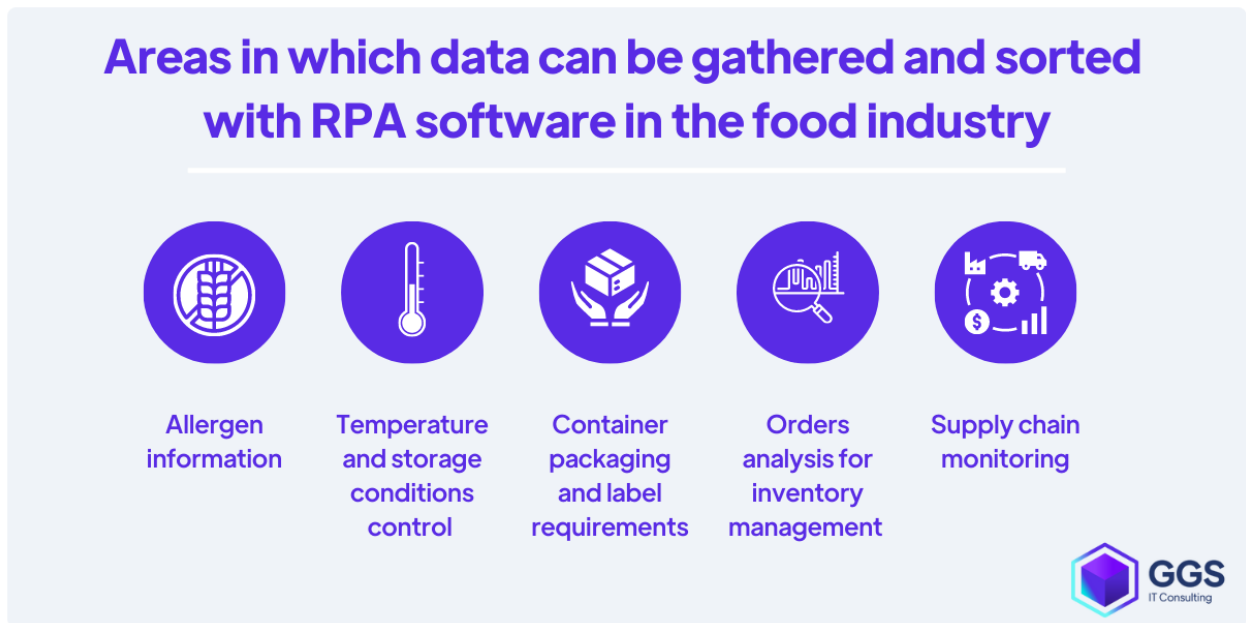 Areas in which data can be gathered and sorted
with RPA software in the food industry
Allergen
information
Temperature
and storage
conditions
control
Container
packaging
and label
requirements
Orders
analysis for
inventory
management
Supply chain
monitoring
$
GGS
IT Consulting